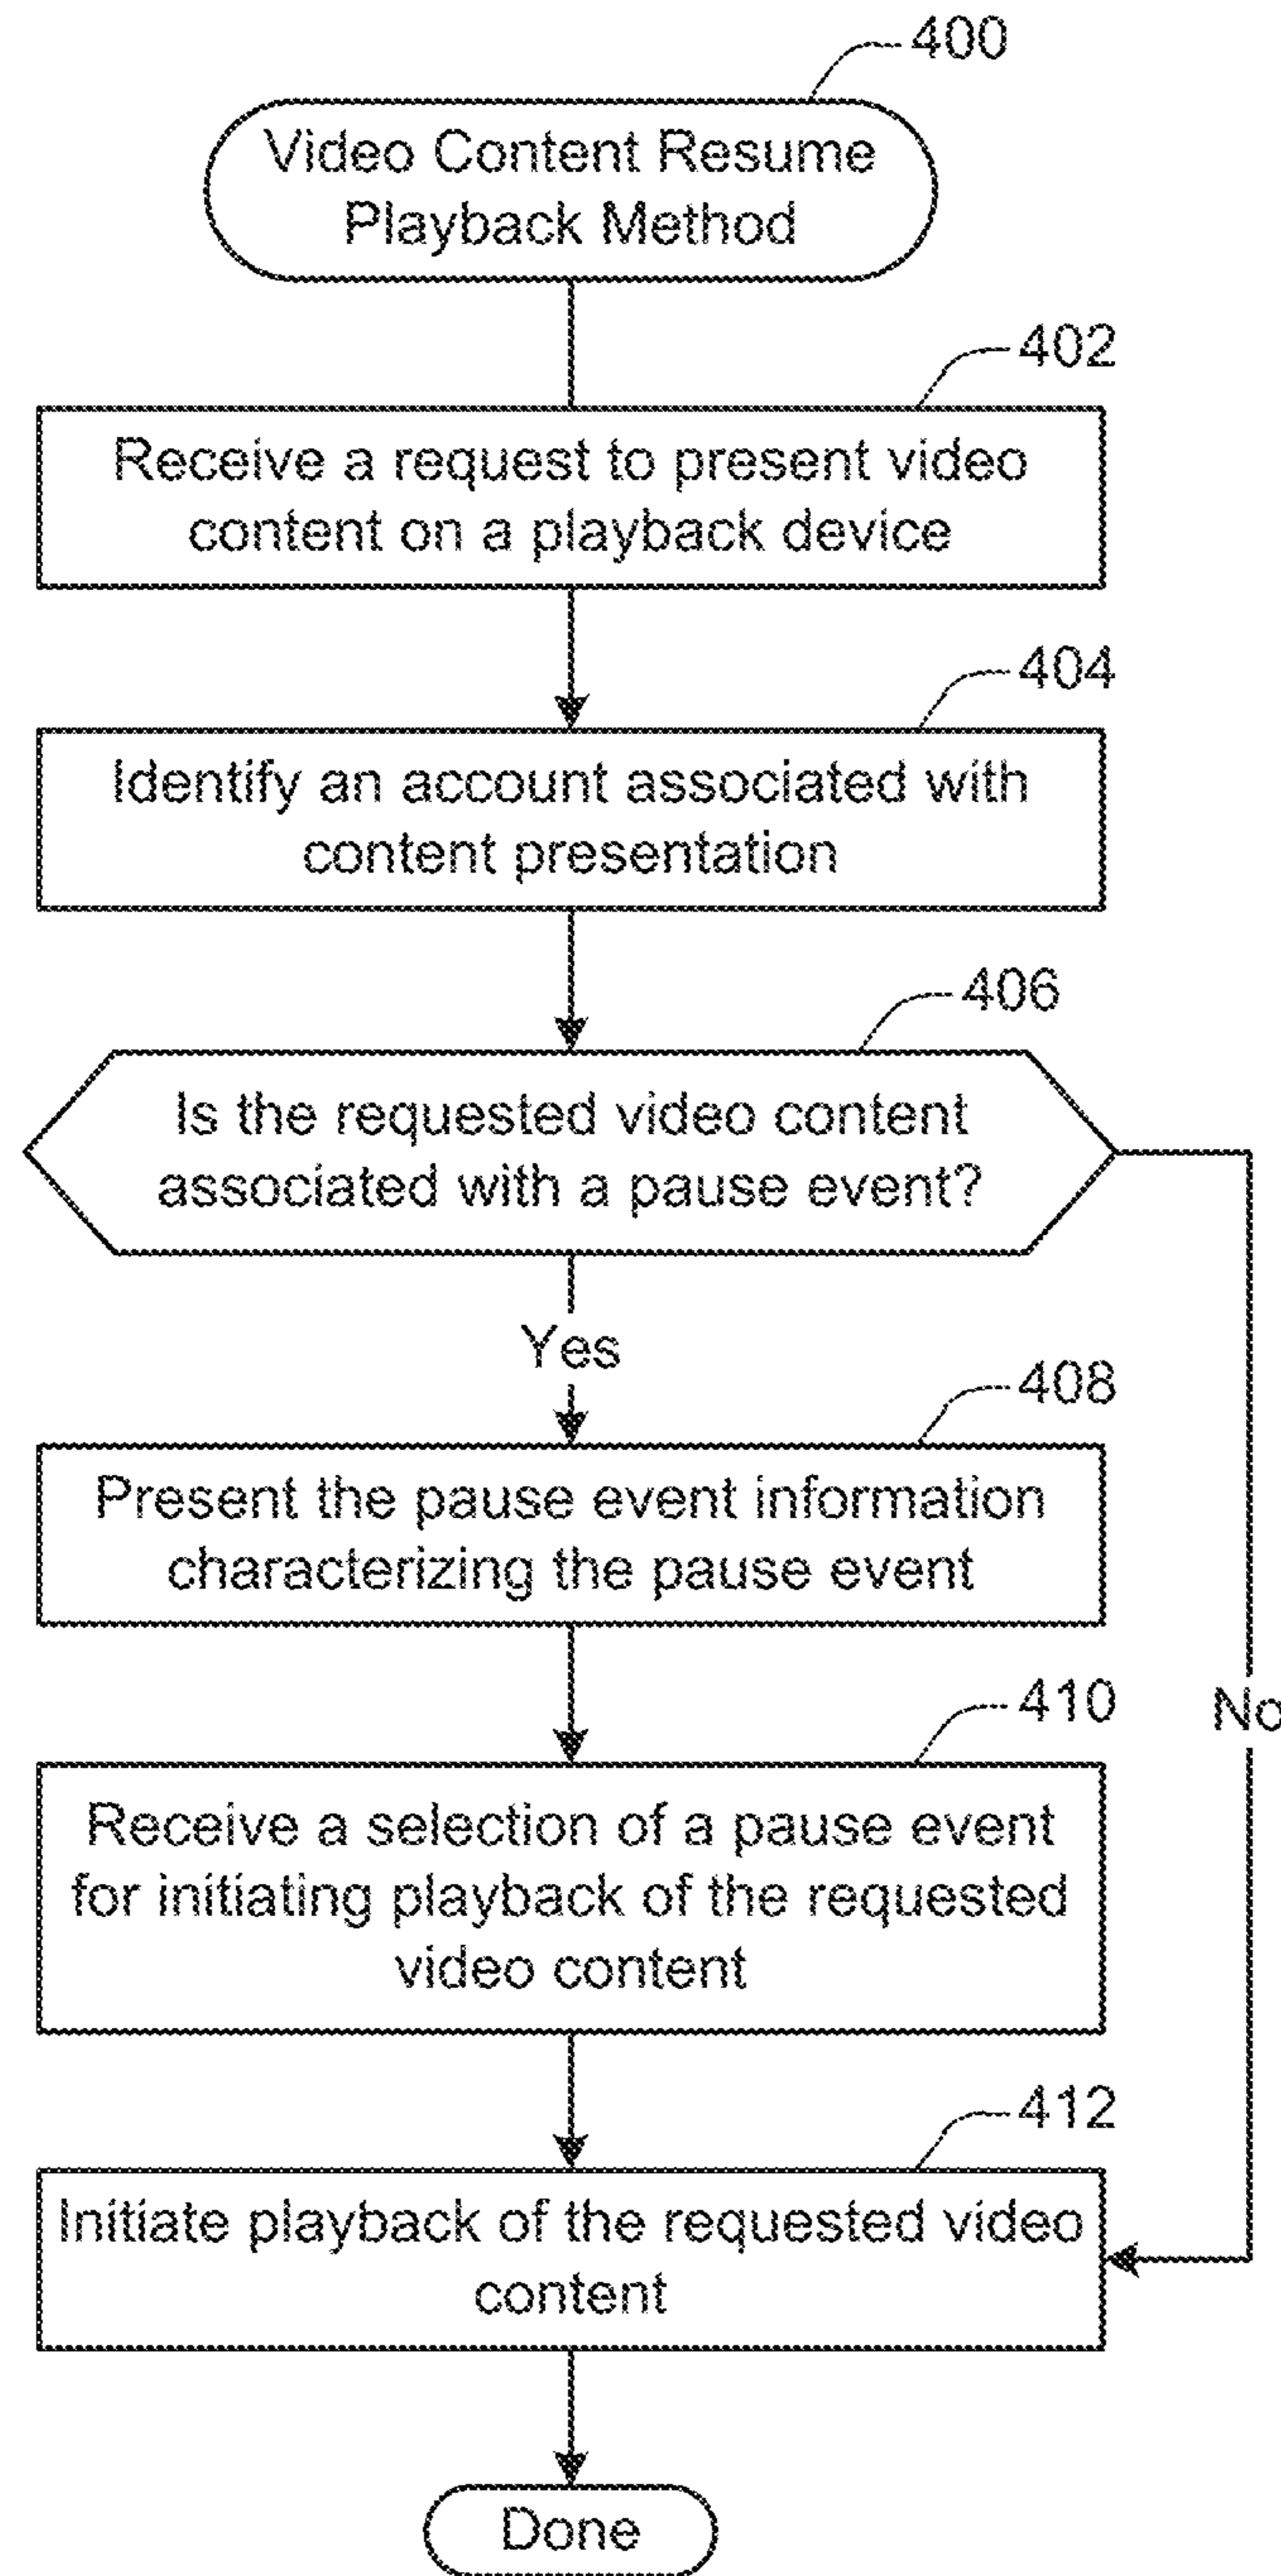 400
Video Content Resume
Playback Method
402
Receive a request to present video
content on a playback device
404
Identify an account associated with
content presentation
406
Is the requested video content
associated with a pause event?
Yes
408
Present the pause event information
characterizing the pause event
No
410
Receive a selection of a pause event
for initiating playback of the requested
video content
412
Initiate playback of the requested video
content
Done